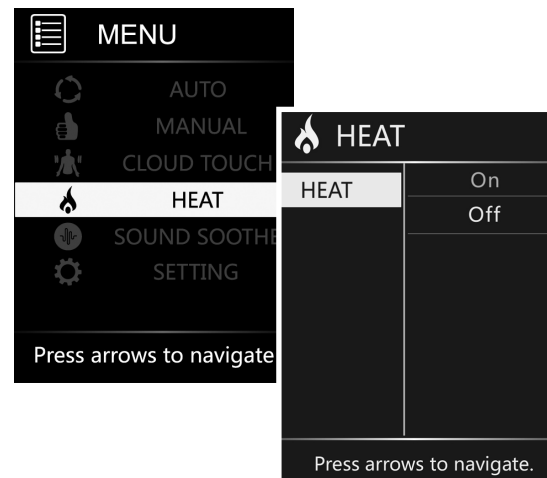 MENU
AUTO
MANUAL
CLOUD TOUCH
HEAT
SOUND SOOTHE
SETTING
Press arrows to navigate
HEAT
HEAT
On
Off
Press arrows to navigate.